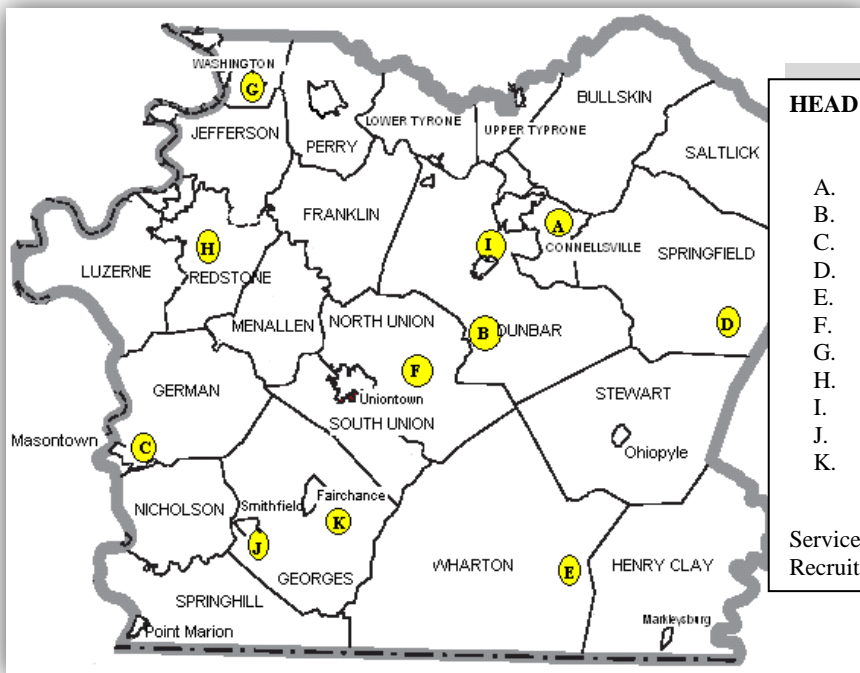 WASHINGTON
G
JEFFERSON
PERRY
LOWER TYRONE
UPPER TYPRONE
BULLSKIN
SALTLICK
FRANKLIN
A
CONNELLSVILLE
I
SPRINGFIELD
H
LUZERNE
REDSTONE
MENALLEN
NORTH UNION
B
DUNBAR
D
GERMAN
F
Uniontown
STEWART
SOUTH UNION
Masontown
C
Ohiopyle
NICHOLSON
Smithfield
Fairchance
K
J
GEORGES
WHARTON
E
HENRY CLAY
SPRINGHILL
Point Marion
Markleysburg
HEAD
A.
B.
C.
D.
E.
F.
G.
H.
I.
J.
K.
Service
Recruit